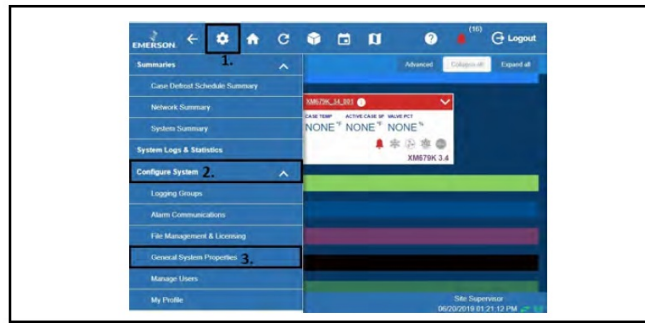 EMERSON
(16)
Logout
1.
Summaries
Advanced
Collapse all
Expand all
Case Defrost Schedule Summary
Network Summary
System Summary
System Logs & Statistics
Configure System 2.
Logging Groups
Alarm Communications
File Management & Licensing
General System Properties 3.
Manage Users
My Profile
XM679K_34_001
CASE TEMP ACTIVE CASE SP VALVE PCT
NONE °F NONE °F NONE %
XM679K 3.4
Site Supervisor
06/20/2019 01:21:12 PM